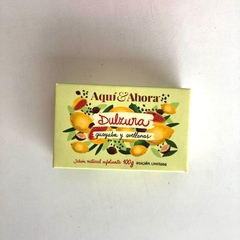 Aquí&Ahora
Dulzura
guayaba y avellanas
Jabón natural exfoliante 100g EDICIÓN LIMITADA